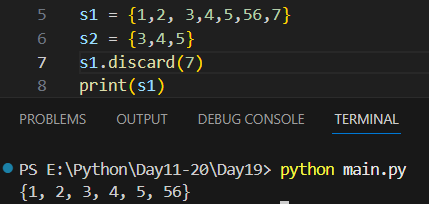 5 s1 = {1,2, 3,4,5,56,7}
6 s2 = {3,4,5}
7 s1.discard(7)
8 print(s1)
PROBLEMS OUTPUT DEBUG CONSOLE TERMINAL
PS E:\Python\Day11-20\Day19> python main.py
{1, 2, 3, 4, 5, 56}